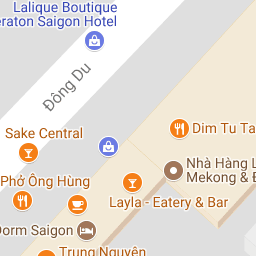 Lalique Boutique
eraton Saigon Hotel
Đông Du
Sake Central
Dim Tu Ta
Nhà Hàng L
Mekong & Đ
Phở Ông Hùng
Layla - Eatery & Bar
Dorm Saigon
Trung Nguyên